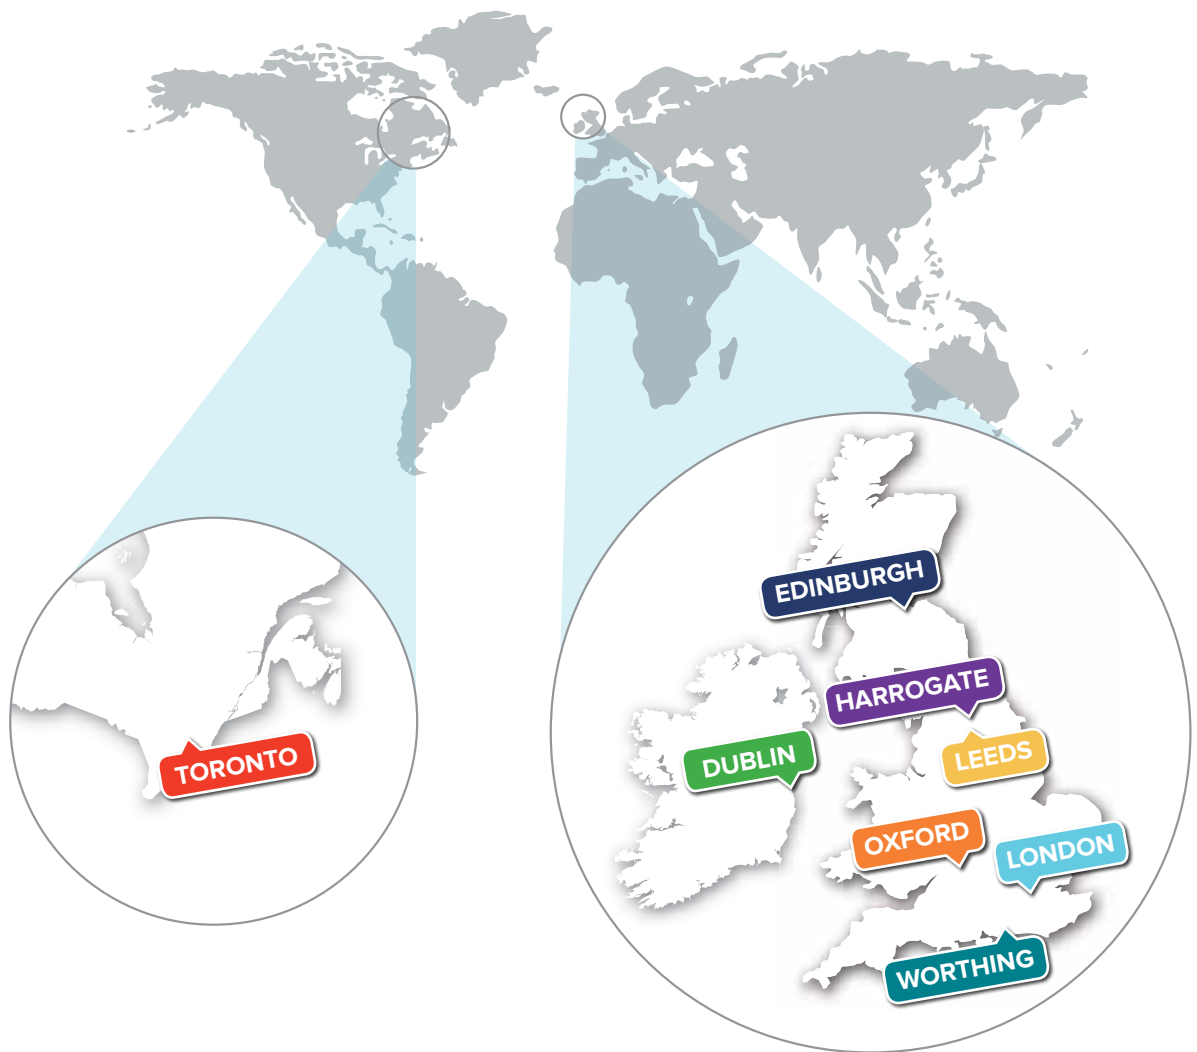 EDINBURGH
HARROGATE
DUBLIN
LEEDS
TORONTO
OXFORD
LONDON
WORTHING